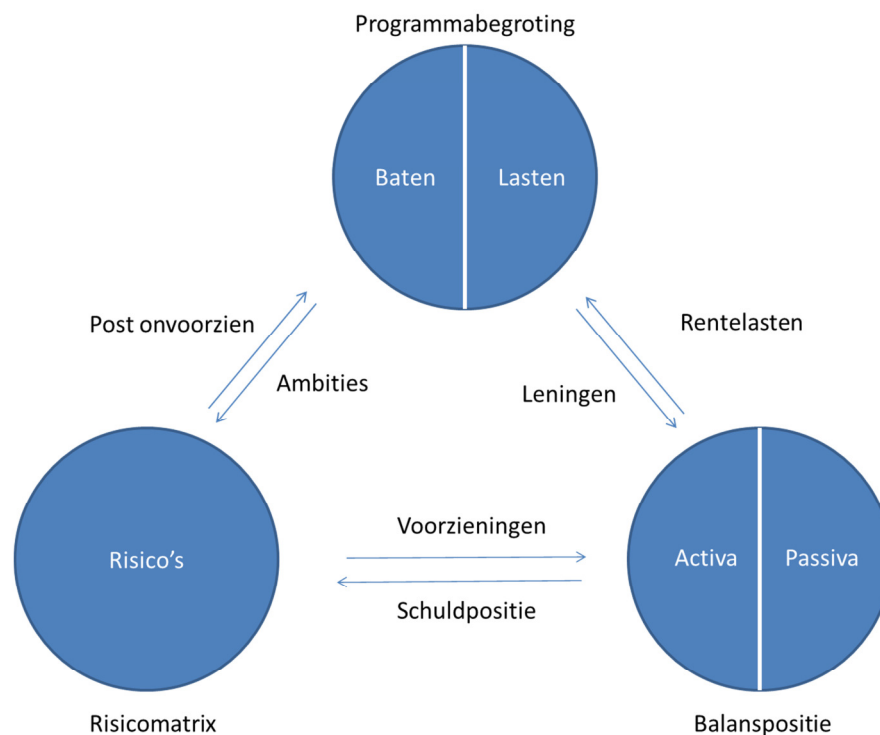 Programmabegroting
Baten
Lasten
Post onvoorzien
Ambities
Rentelasten
Leningen
Voorzieningen
Schuldpositie
Risico’s
Activa
Passiva
Risicomatrix
Balanspositie